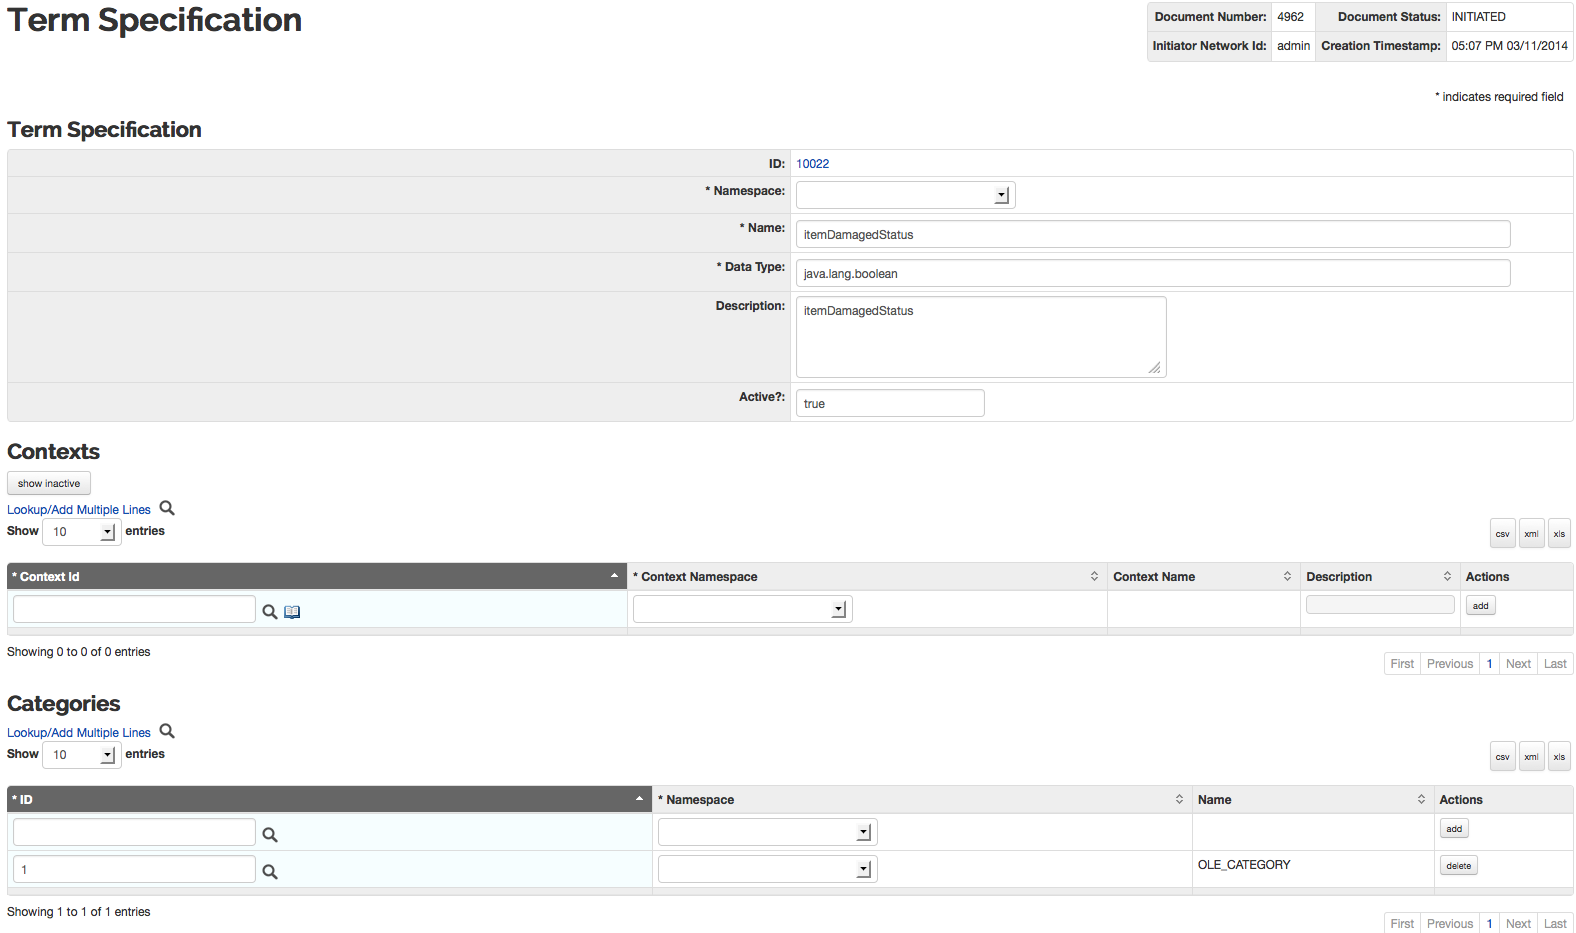 Term Specification
Document Number: 4962 Document Status: INITIATED
Initiator Network Id: admin Creation Timestamp: 05:07 PM 03/11/2014
* indicates required field
Term Specification
ID: 10022
* Namespace:
* Name: itemDamagedStatus
* Data Type: java.lang.boolean
Description: itemDamagedStatus
Active?: true
Contexts
show inactive
Lookup/Add Multiple Lines
Show 10 entries
csv xml xls
* Context Id * Context Namespace Context Name Description Actions
add
Showing 0 to 0 of 0 entries
First Previous 1 Next Last
Categories
Lookup/Add Multiple Lines
Show 10 entries
csv xml xls
* ID * Namespace Name Actions
add
1 OLE_CATEGORY delete
Showing 1 to 1 of 1 entries
First Previous 1 Next Last